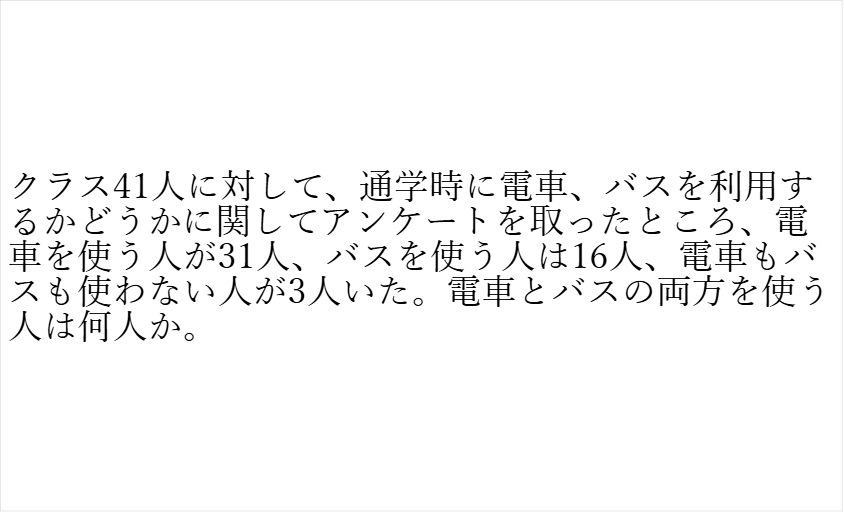 クラス41人に対して、通学時に電車、バスを利用す
るかどうかに関してアンケートを取ったところ、電
車を使う人が31人、バスを使う人は16人、電車もバ
スも使わない人が3人いた。電車とバスの両方を使う
人は何人か。